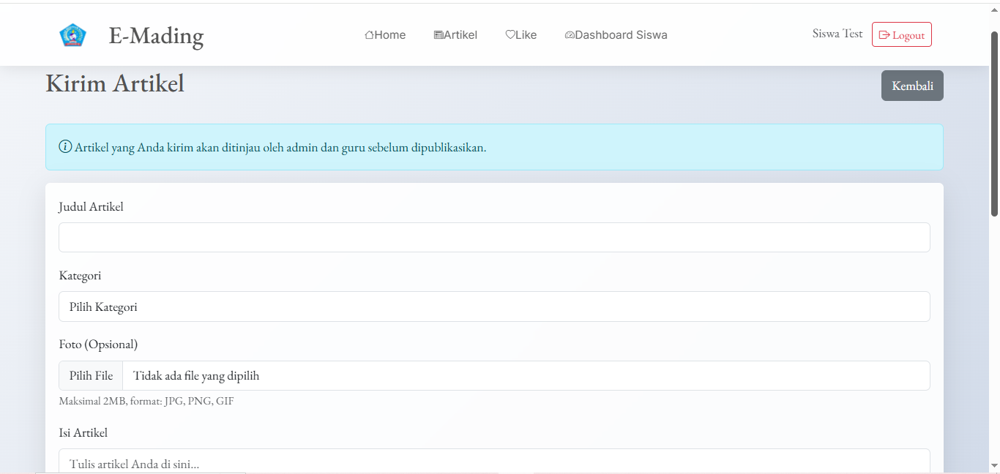 E-Mading
Home Artikel Like Dashboard Siswa
Siswa Test Logout
Kirim Artikel
Kembali
Artikel yang Anda kirim akan ditinjau oleh admin dan guru sebelum dipublikasikan.
Judul Artikel
Kategori
Pilih Kategori
Foto (Opsional)
Pilih File Tidak ada file yang dipilih
Maksimal 2MB, format: JPG, PNG, GIF
Isi Artikel
Tulis artikel Anda di sini...